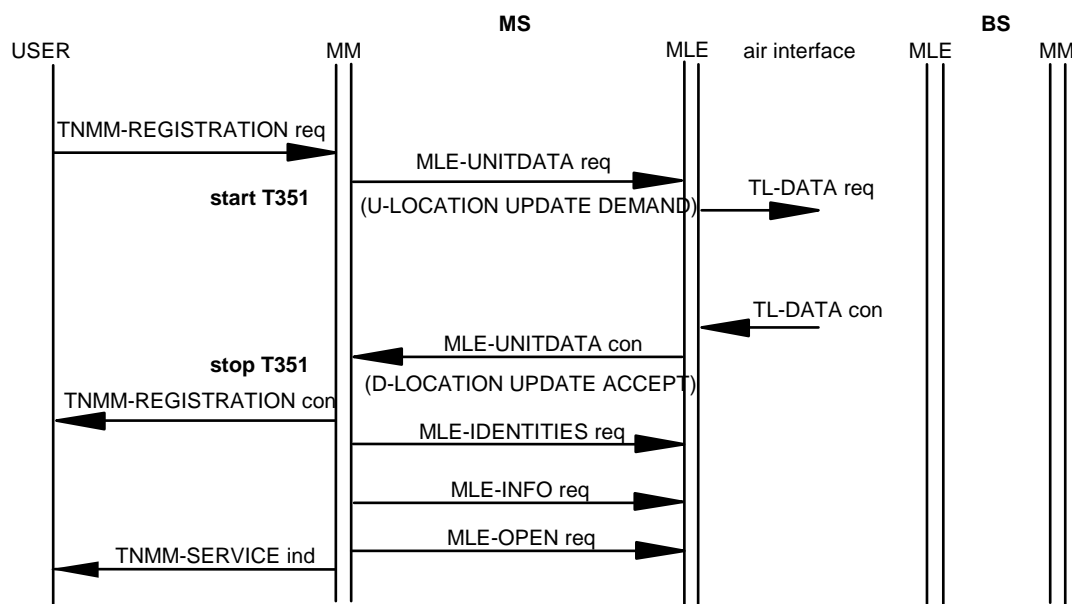 MS
BS
USER
MM
MLE
air interface
MLE
MM
TNMM-REGISTRATION req
MLE-UNITDATA req
start T351
(U-LOCATION UPDATE DEMAND)
TL-DATA req
TL-DATA con
MLE-UNITDATA con
stop T351
(D-LOCATION UPDATE ACCEPT)
TNMM-REGISTRATION con
MLE-IDENTITIES req
MLE-INFO req
MLE-OPEN req
TNMM-SERVICE ind